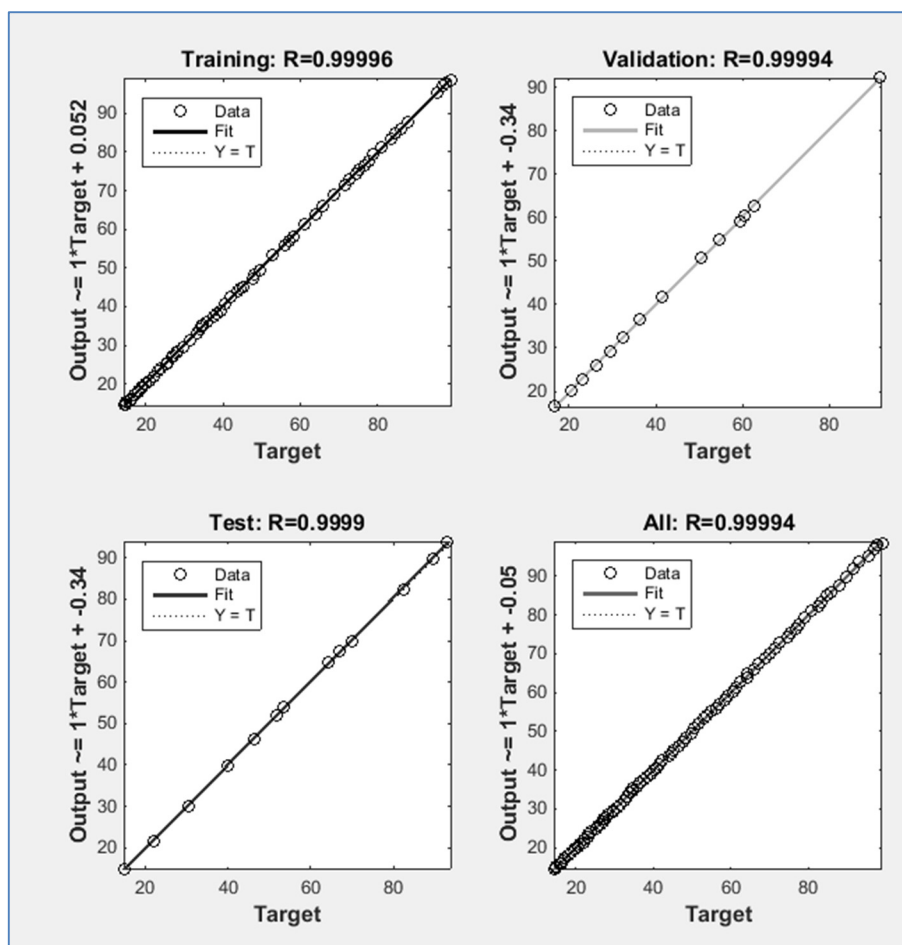 Training: R=0.99996
Output ~= 1*Target + 0.052
90
80
70
60
50
40
30
20
Data
Fit
Y = T
20
40
60
80
Target
Validation: R=0.99994
Output ~= 1*Target + -0.34
90
80
70
60
50
40
30
20
Data
Fit
Y = T
20
40
60
80
Target
Test: R=0.9999
Output ~= 1*Target + -0.34
90
80
70
60
50
40
30
20
Data
Fit
Y = T
20
40
60
80
Target
All: R=0.99994
Output ~= 1*Target + -0.05
90
80
70
60
50
40
30
20
Data
Fit
Y = T
20
40
60
80
Target